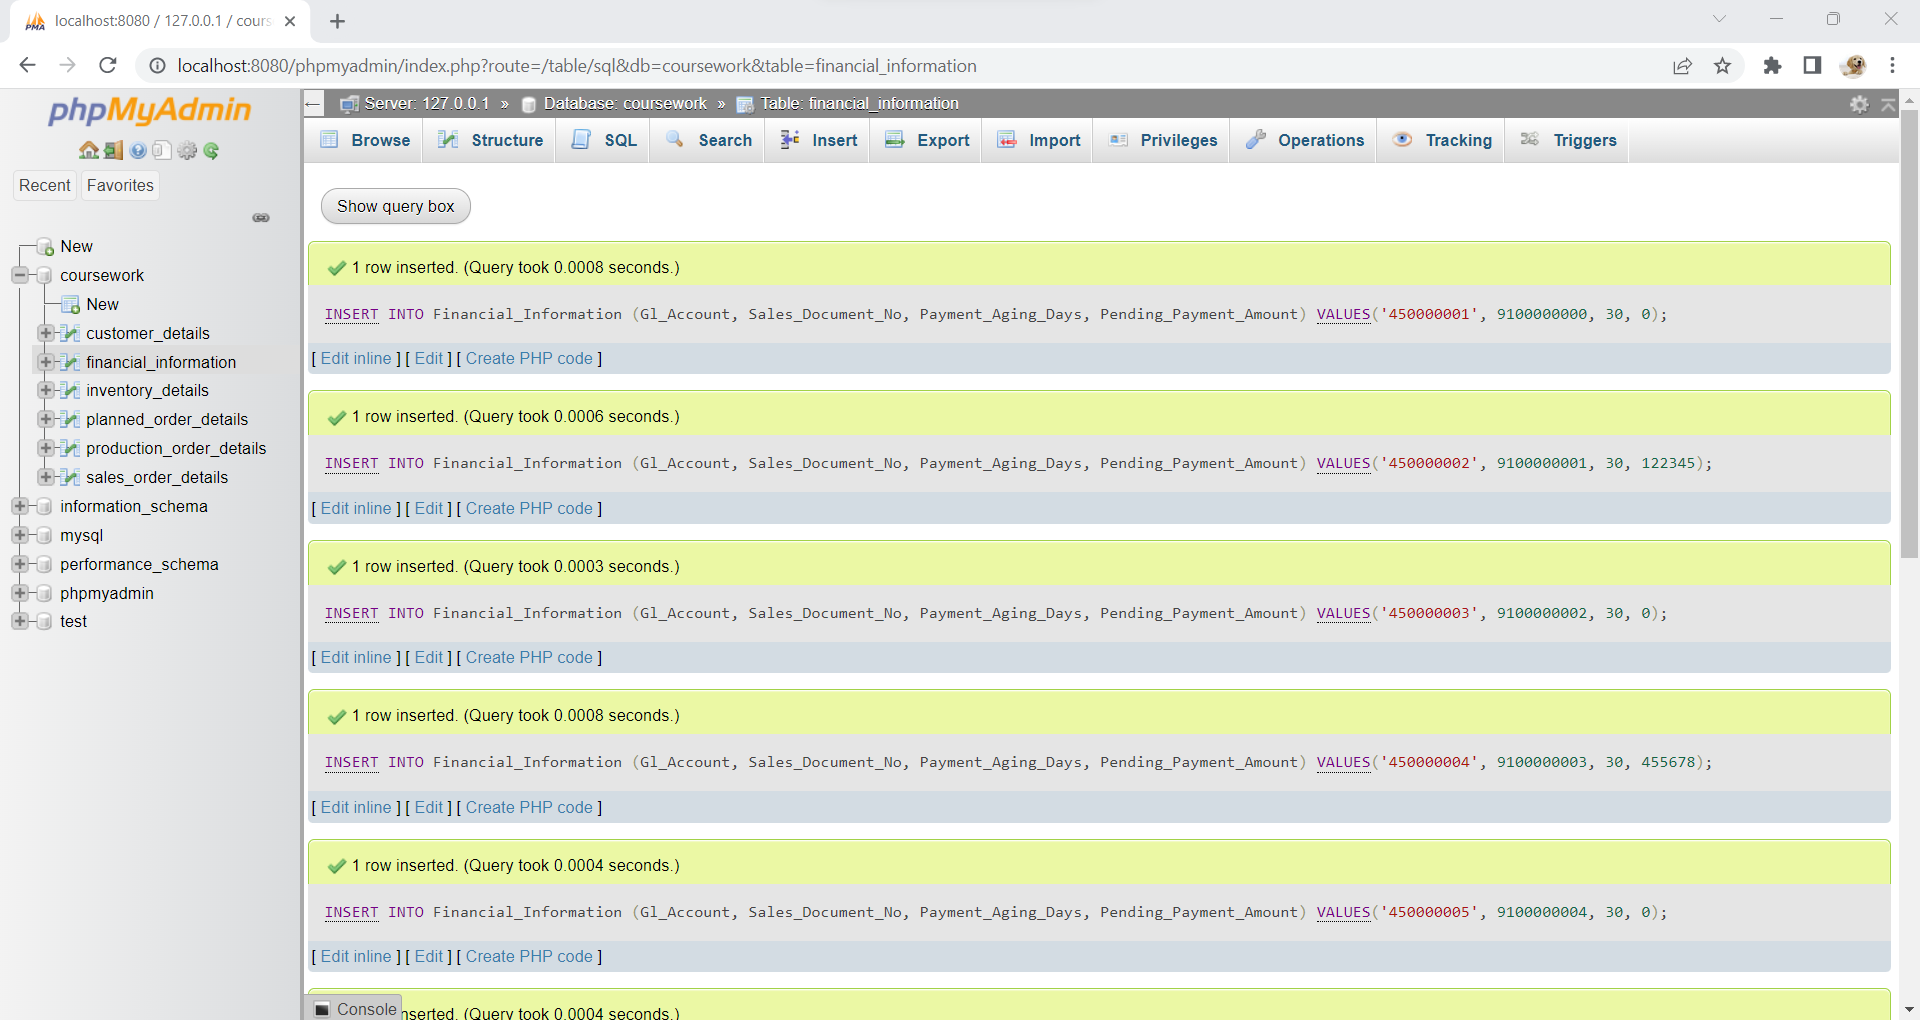 localhost:8080 / 127.0.0.1 / cours
localhost:8080/phpmyadmin/index.php?route=/table/sql&db=coursework&table=financial_information
phpMyAdmin
Recent Favorites
New
coursework
New
customer_details
financial_information
inventory_details
planned_order_details
production_order_details
sales_order_details
information_schema
mysql
performance_schema
phpmyadmin
test
Server: 127.0.0.1 » Database: coursework » Table: financial_information
Browse Structure SQL Search Insert Export Import Privileges Operations Tracking Triggers
Show query box
1 row inserted. (Query took 0.0008 seconds.)
INSERT INTO Financial_Information (Gl_Account, Sales_Document_No, Payment_Aging_Days, Pending_Payment_Amount) VALUES('450000001', 9100000000, 30, 0);
[ Edit inline ] [ Edit ] [ Create PHP code ]
1 row inserted. (Query took 0.0006 seconds.)
INSERT INTO Financial_Information (Gl_Account, Sales_Document_No, Payment_Aging_Days, Pending_Payment_Amount) VALUES('450000002', 9100000001, 30, 122345);
[ Edit inline ] [ Edit ] [ Create PHP code ]
1 row inserted. (Query took 0.0003 seconds.)
INSERT INTO Financial_Information (Gl_Account, Sales_Document_No, Payment_Aging_Days, Pending_Payment_Amount) VALUES('450000003', 9100000002, 30, 0);
[ Edit inline ] [ Edit ] [ Create PHP code ]
1 row inserted. (Query took 0.0008 seconds.)
INSERT INTO Financial_Information (Gl_Account, Sales_Document_No, Payment_Aging_Days, Pending_Payment_Amount) VALUES('450000004', 9100000003, 30, 455678);
[ Edit inline ] [ Edit ] [ Create PHP code ]
1 row inserted. (Query took 0.0004 seconds.)
INSERT INTO Financial_Information (Gl_Account, Sales_Document_No, Payment_Aging_Days, Pending_Payment_Amount) VALUES('450000005', 9100000004, 30, 0);
[ Edit inline ] [ Edit ] [ Create PHP code ]
Console nserted. (Query took 0.0004 seconds.)